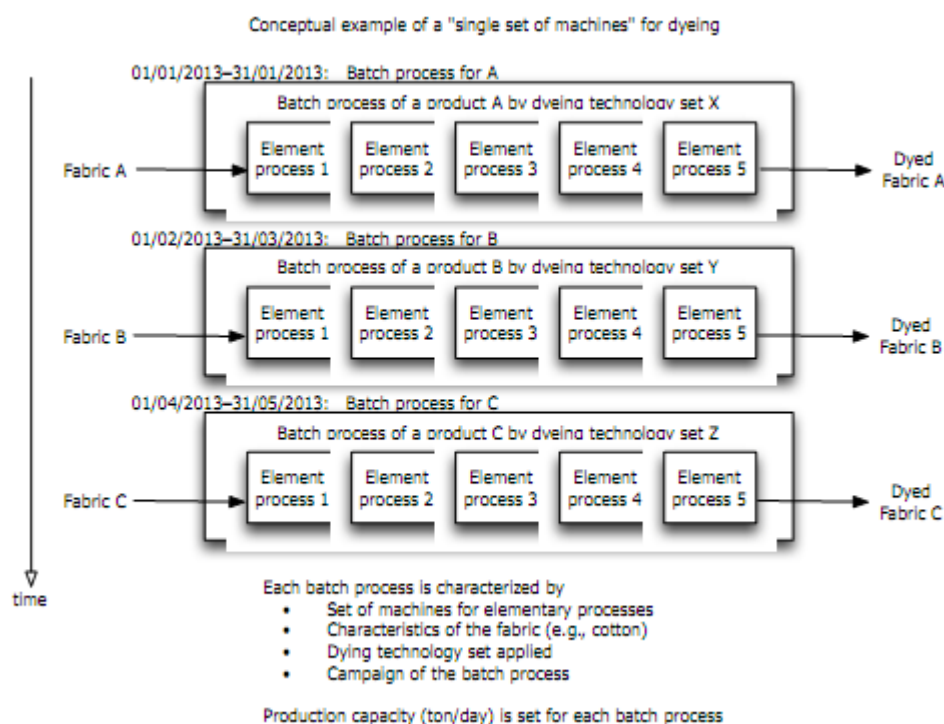 Conceptual example of a "single set of machines" for dyeing
01/01/2013–31/01/2013: Batch process for A
Batch process of a product A by dyeing technology set X
Fabric A
Element process 1
Element process 2
Element process 3
Element process 4
Element process 5
Dyed Fabric A
01/02/2013–31/03/2013: Batch process for B
Batch process of a product B by dyeing technology set Y
Fabric B
Element process 1
Element process 2
Element process 3
Element process 4
Element process 5
Dyed Fabric B
01/04/2013–31/05/2013: Batch process for C
Batch process of a product C by dyeing technology set Z
Fabric C
Element process 1
Element process 2
Element process 3
Element process 4
Element process 5
Dyed Fabric C
time
Each batch process is characterized by
• Set of machines for elementary processes
• Characteristics of the fabric (e.g., cotton)
• Dying technology set applied
• Campaign of the batch process
Production capacity (ton/day) is set for each batch process